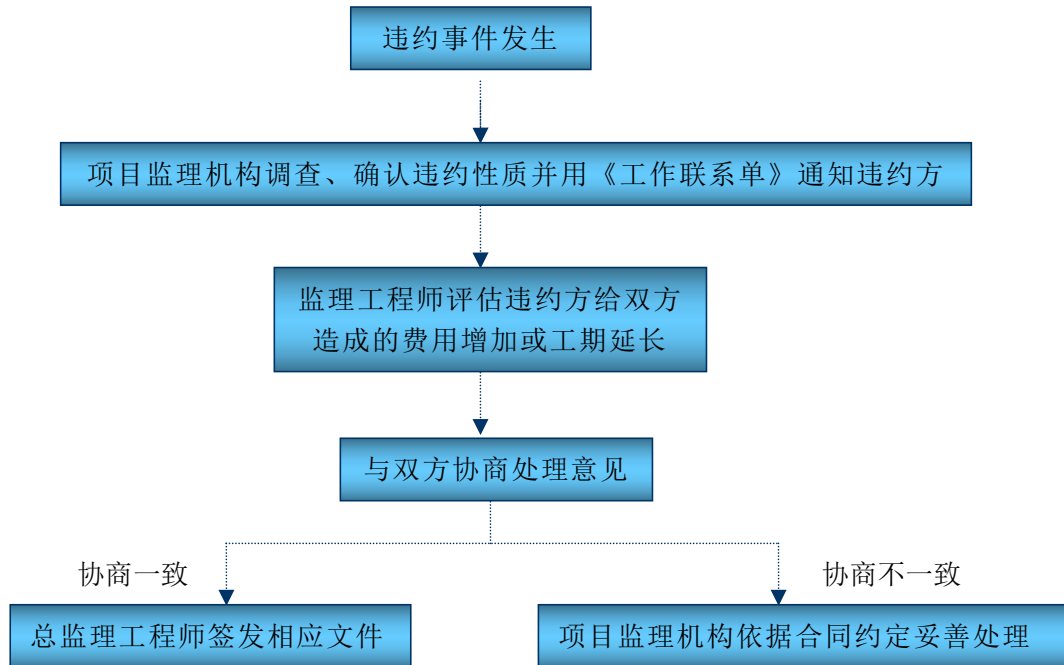 违约事件发生
项目监理机构调查、确认违约性质并用《工作联系单》通知违约方
监理工程师评估违约方给双方
造成的费用增加或工期延长
与双方协商处理意见
协商一致
协商不一致
总监理工程师签发相应文件
项目监理机构依据合同约定妥善处理